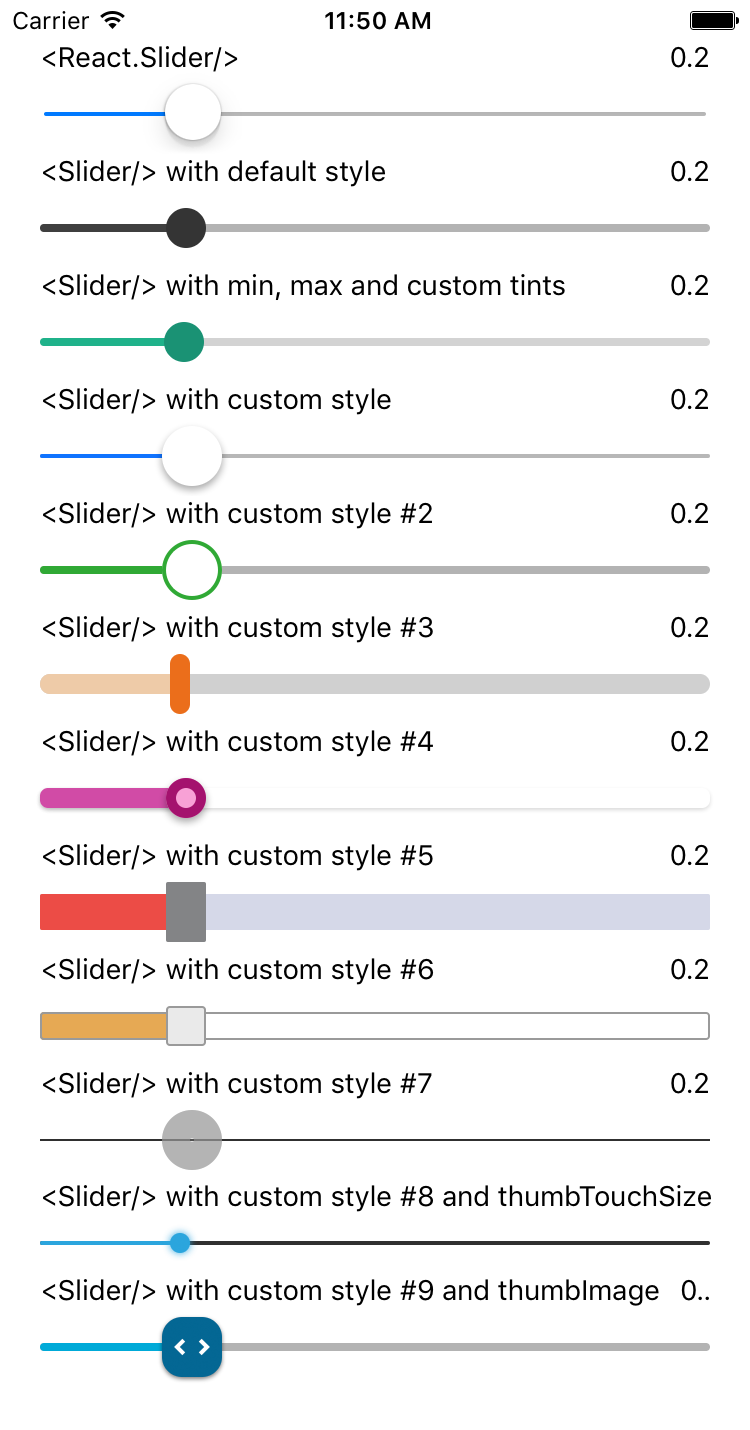 Carrier 11:50 AM
<React.Slider/> 0.2
<Slider/> with default style 0.2
<Slider/> with min, max and custom tints 0.2
<Slider/> with custom style 0.2
<Slider/> with custom style #2 0.2
<Slider/> with custom style #3 0.2
<Slider/> with custom style #4 0.2
<Slider/> with custom style #5 0.2
<Slider/> with custom style #6 0.2
<Slider/> with custom style #7 0.2
<Slider/> with custom style #8 and thumbTouchSize
<Slider/> with custom style #9 and thumbImage 0..